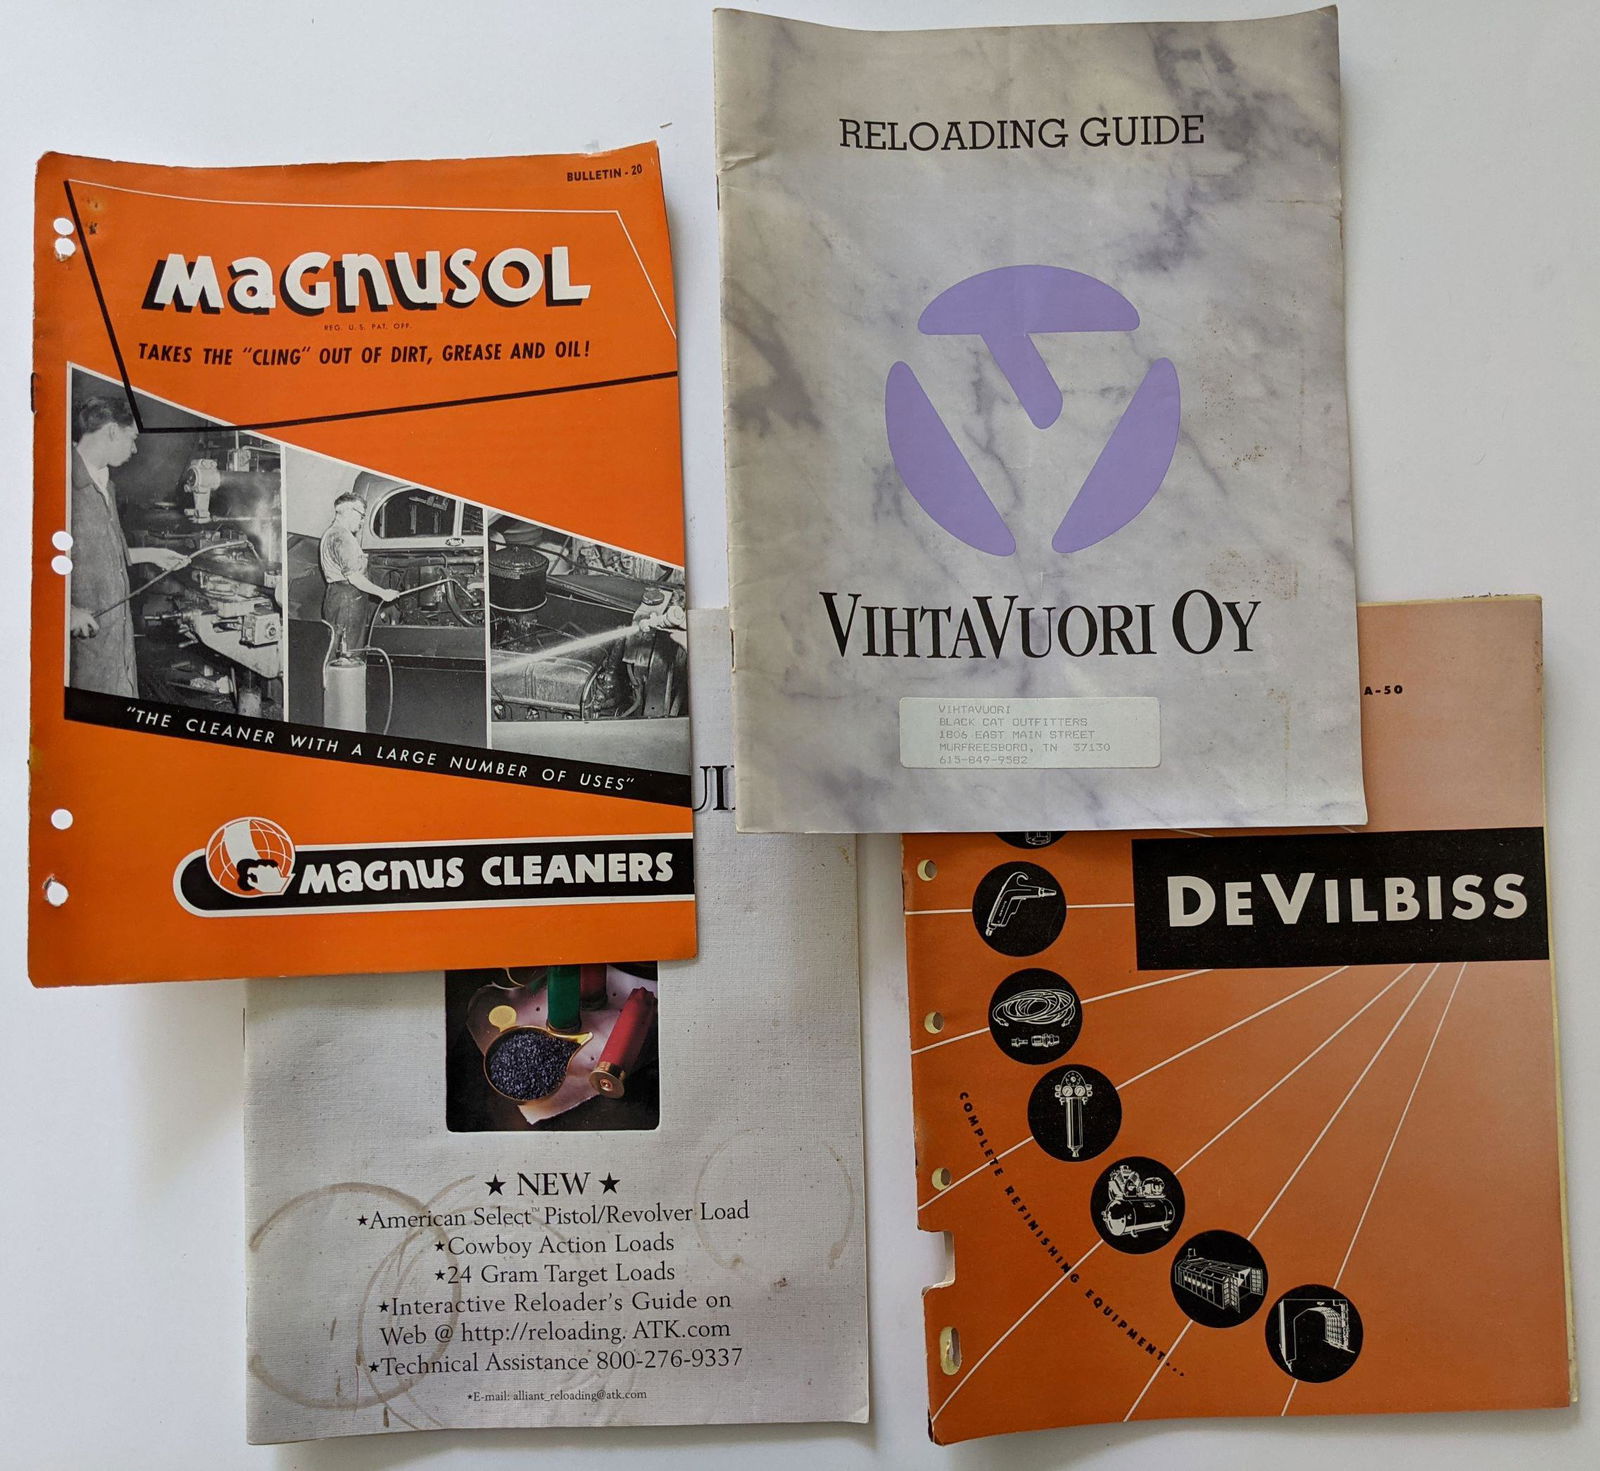 BULLETIN - 20
MAGNUSOL
REG. U.S. PAT. OFF.
TAKES THE "CLING" OUT OF DIRT, GREASE AND OIL!
"THE CLEANER WITH A LARGE NUMBER OF USES"
MAGNUS CLEANERS
RELOADING GUIDE
VIHTAVUORI OY
VIHTAVUORI
BLACK CAT OUTFITTERS
1806 EAST MAIN STREET
MURFREESBORO, TN 37130
615-849-9582
★ NEW ★
★American Select™ Pistol/Revolver Load
★Cowboy Action Loads
★24 Gram Target Loads
★Interactive Reloader's Guide on
Web @ http://reloading. ATK.com
★Technical Assistance 800-276-9337
★E-mail: alliant_reloading@atk.com
A-50
DEVILBISS
COMPLETE REFINISHING EQUIPMENT...